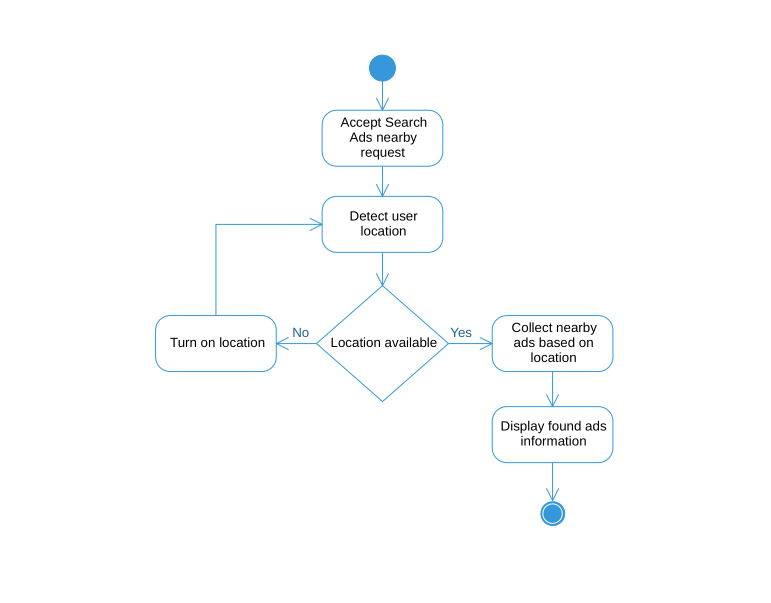 Accept Search
Ads nearby
request
Detect user
location
No
Yes
Turn on location
Location available
Collect nearby
ads based on
location
Display found ads
information